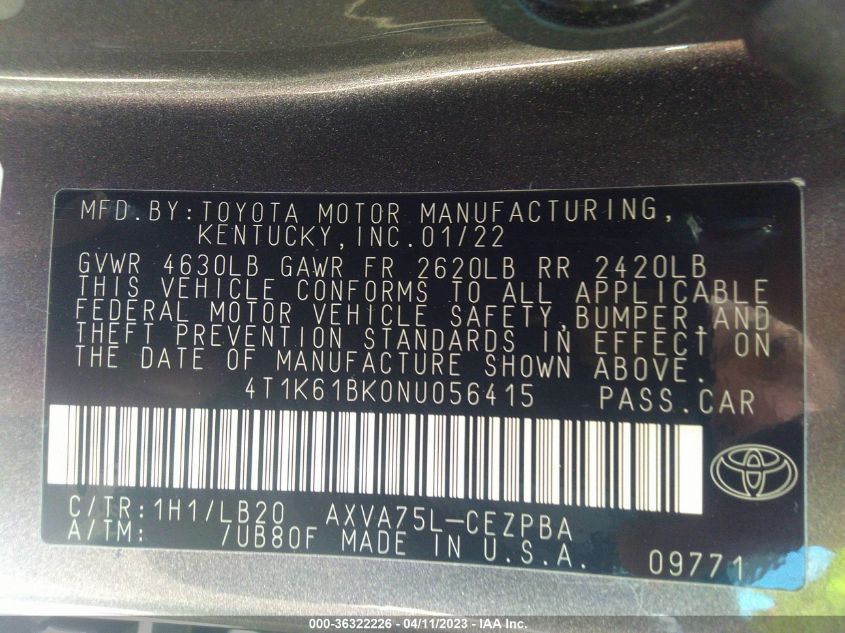 MFD.BY:TOYOTA MOTOR MANUFACTURING,
KENTUCKY,INC.01/22
GVWR 4630LB GAWR FR 2620LB RR 2420LB
THIS VEHICLE CONFORMS TO ALL APPLICABLE
FEDERAL MOTOR VEHICLE SAFETY,BUMPER,AND
THEFT PREVENTION STANDARDS IN EFFECT ON
THE DATE OF MANUFACTURE SHOWN ABOVE.
4T1K61BK0NU056415 PASS.CAR
C/TR:1H1/LB20 AXVA75L-CEZPBA
A/TM: 7UB80F MADE IN U.S.A. 09771
000-36322226 - 04/11/2023 - IAA Inc.